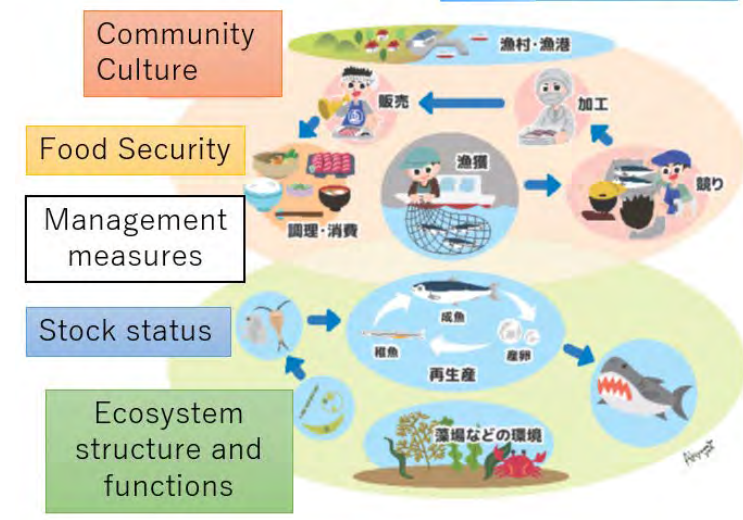 Community
Culture
漁村・漁港
販売
加工
Food Security
漁獲
競り
調理・消費
Management
measures
Stock status
成魚
稚魚
産卵
再生産
Ecosystem
structure and
functions
藻場などの環境